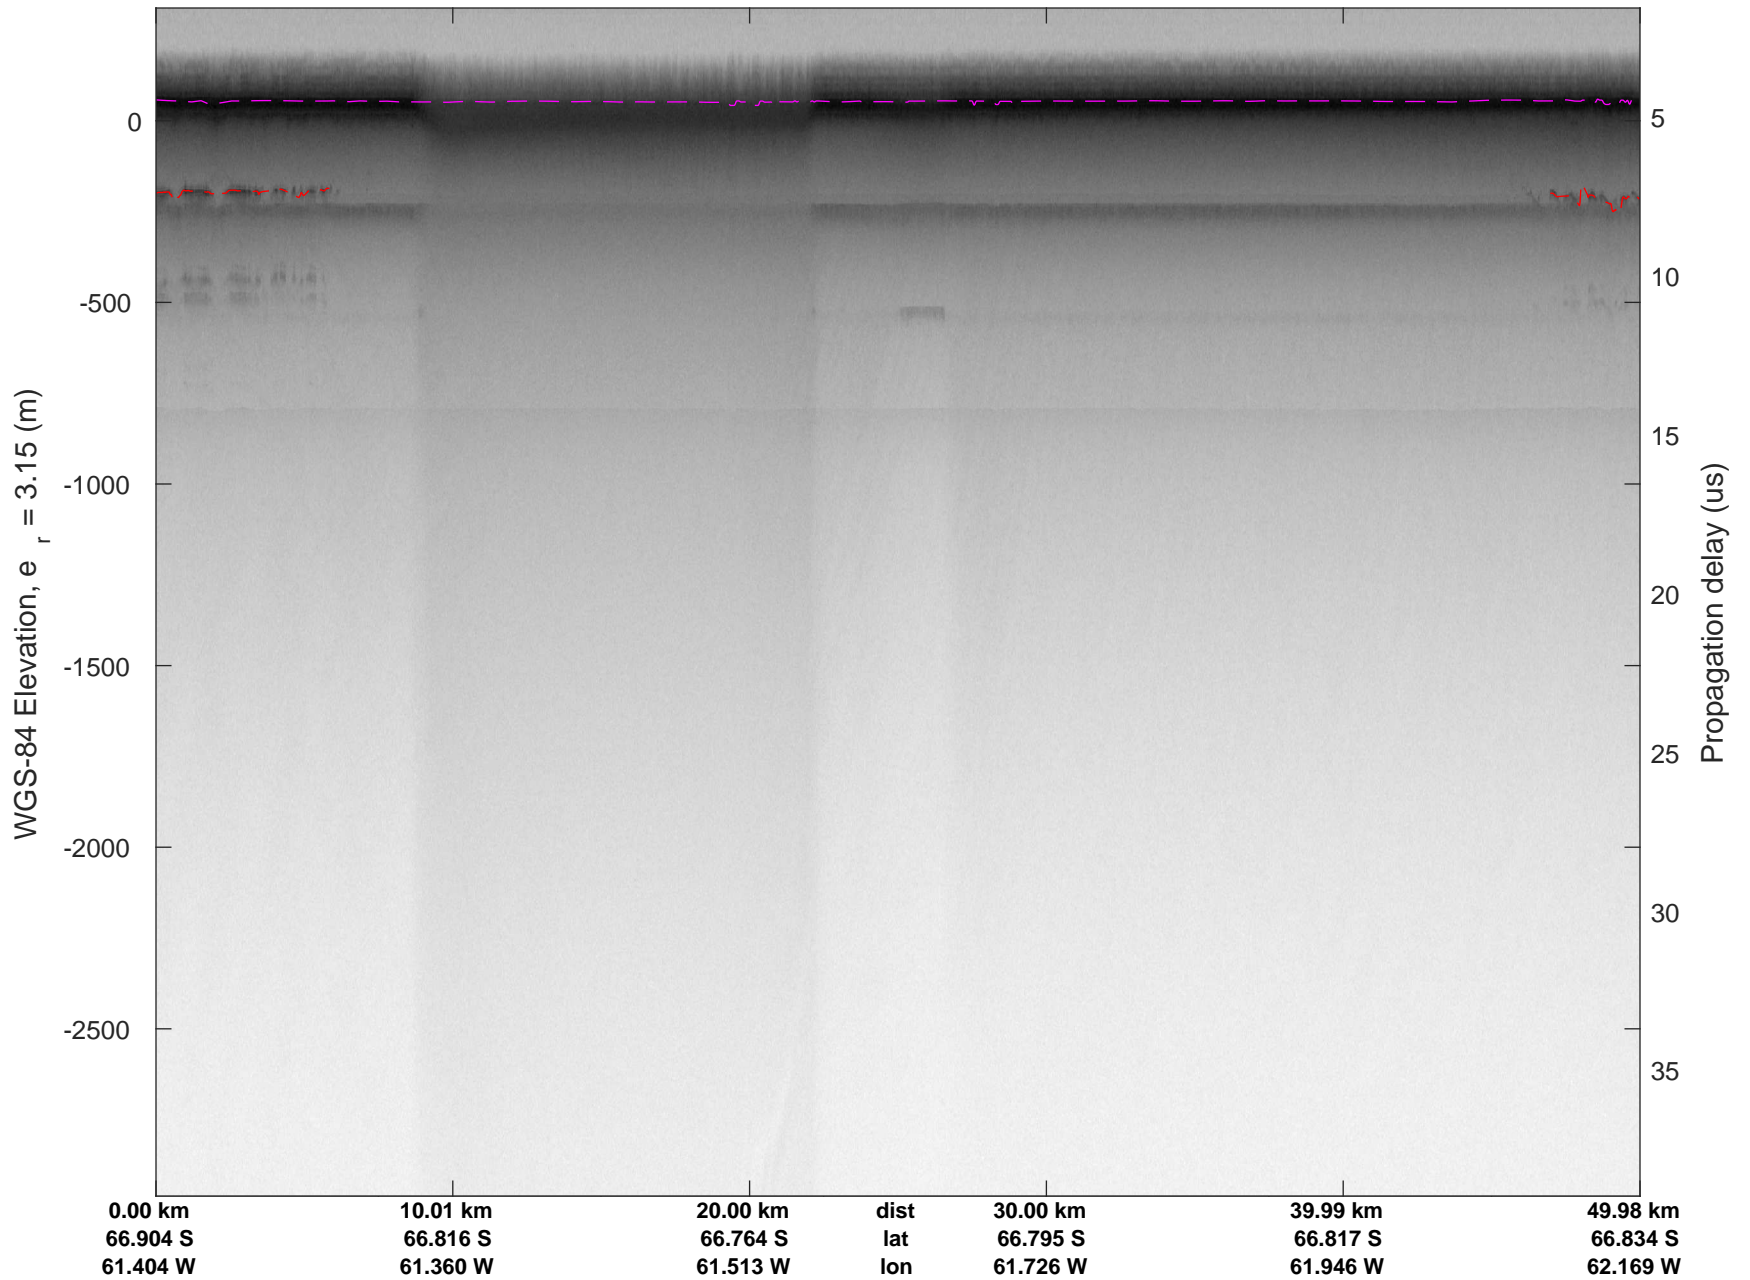 WGS-84 Elevation, e r = 3.15 (m)
0
-500
-1000
-1500
-2000
-2500
5
10
15
20
25
30
35
Propagation delay (us)
0.00 km 10.01 km 20.00 km dist 30.00 km 39.99 km 49.98 km
66.904 S 66.816 S 66.764 S lat 66.795 S 66.817 S 66.834 S
61.404 W 61.360 W 61.513 W lon 61.726 W 61.946 W 62.169 W